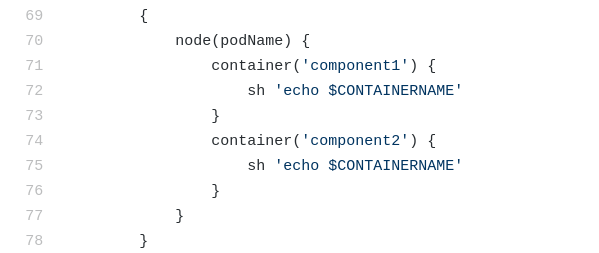 69         {
70             node(podName) {
71                 container('component1') {
72                     sh 'echo $CONTAINERNAME'
73                 }
74                 container('component2') {
75                     sh 'echo $CONTAINERNAME'
76                 }
77             }
78         }